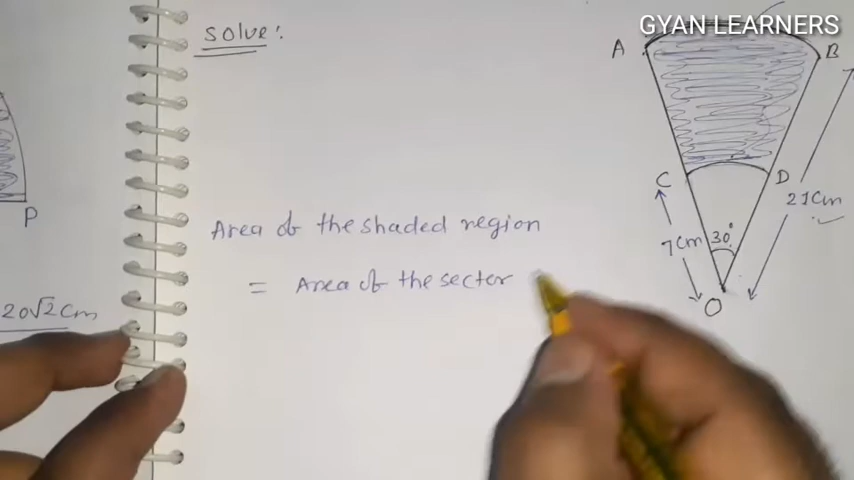 GYAN LEARNERS
Solve:
A
B
C
D
21cm
7cm
30°
O
P
20√2 cm
Area of the shaded region
= Area of the sector